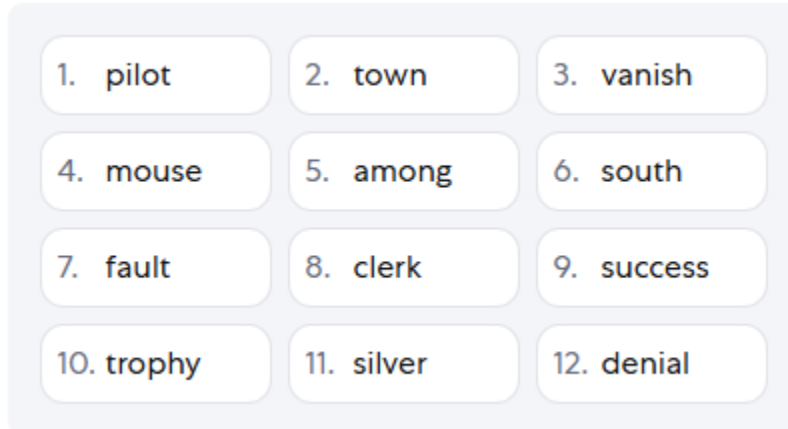 1. pilot 2. town 3. vanish
4. mouse 5. among 6. south
7. fault 8. clerk 9. success
10. trophy 11. silver 12. denial